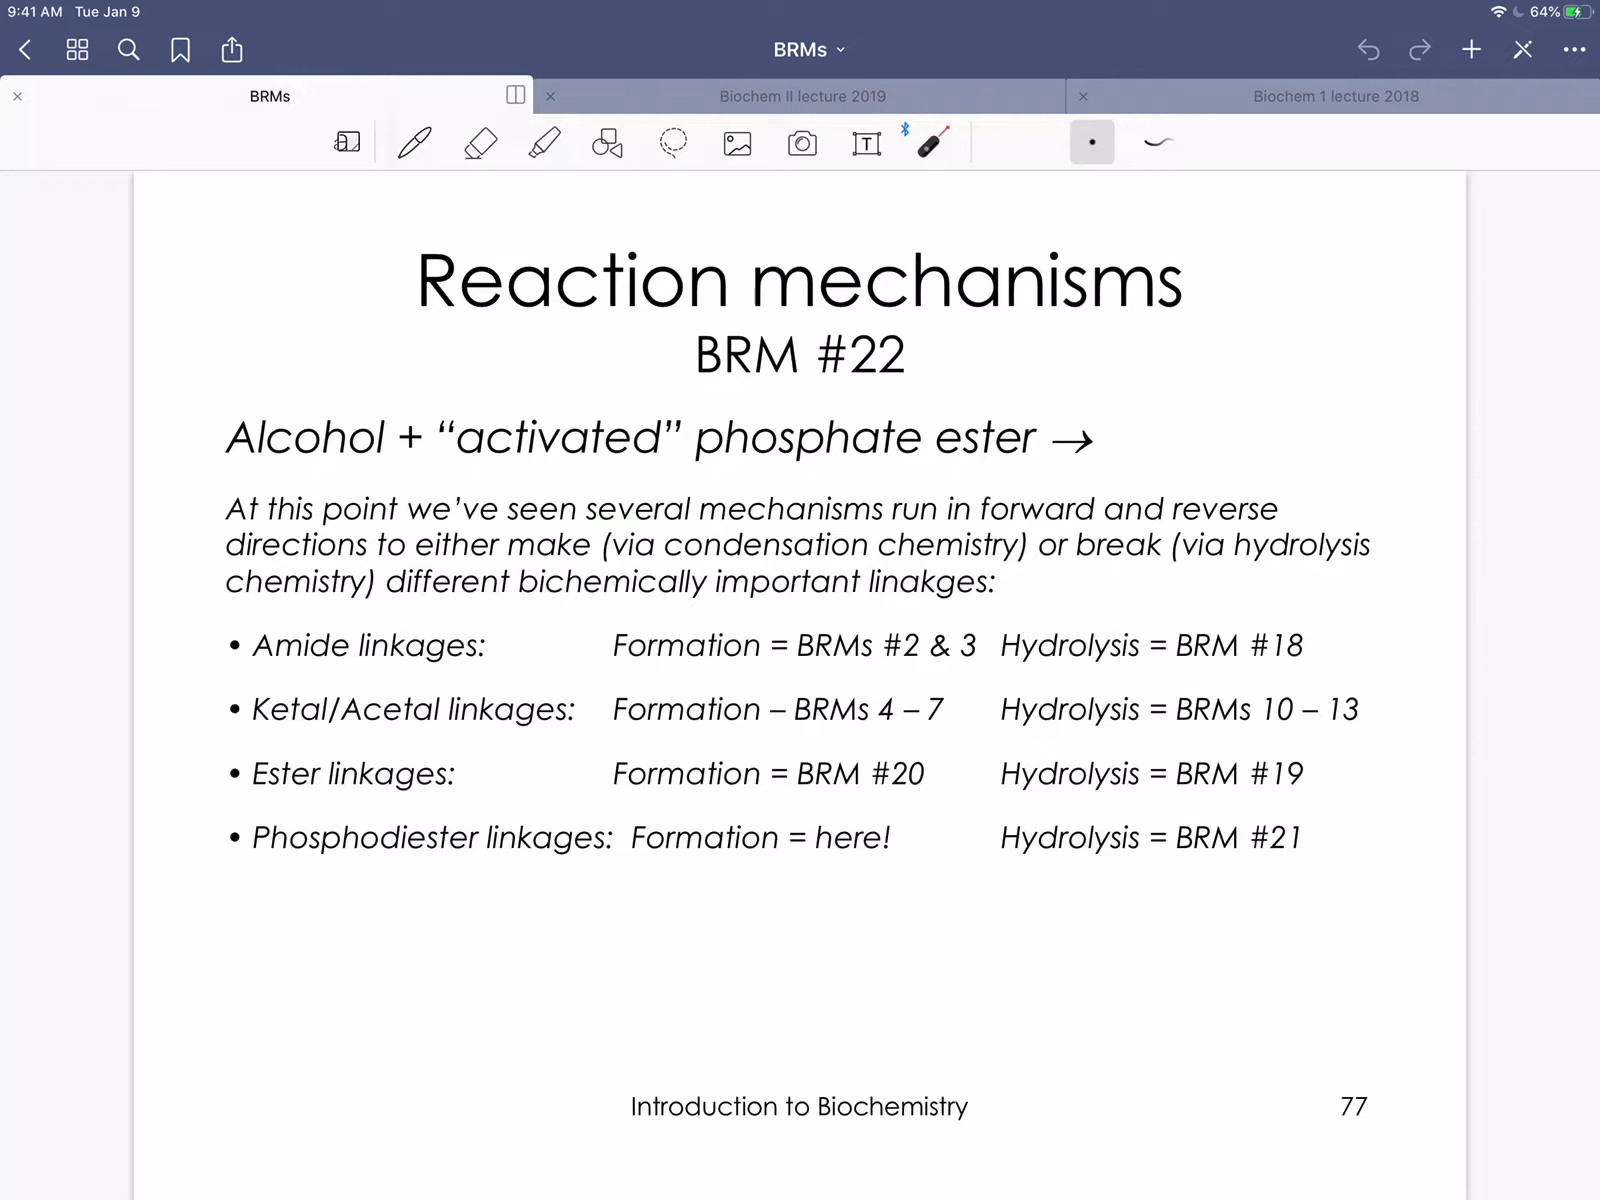 9:41 AM Tue Jan 9
64%
BRMs
BRMs
Biochem II lecture 2019
Biochem 1 lecture 2018
Reaction mechanisms
BRM #22
Alcohol + “activated” phosphate ester →
At this point we’ve seen several mechanisms run in forward and reverse
directions to either make (via condensation chemistry) or break (via hydrolysis
chemistry) different bichemically important linakges:
• Amide linkages: Formation = BRMs #2 & 3 Hydrolysis = BRM #18
• Ketal/Acetal linkages: Formation – BRMs 4 – 7 Hydrolysis = BRMs 10 – 13
• Ester linkages: Formation = BRM #20 Hydrolysis = BRM #19
• Phosphodiester linkages: Formation = here! Hydrolysis = BRM #21
Introduction to Biochemistry 77